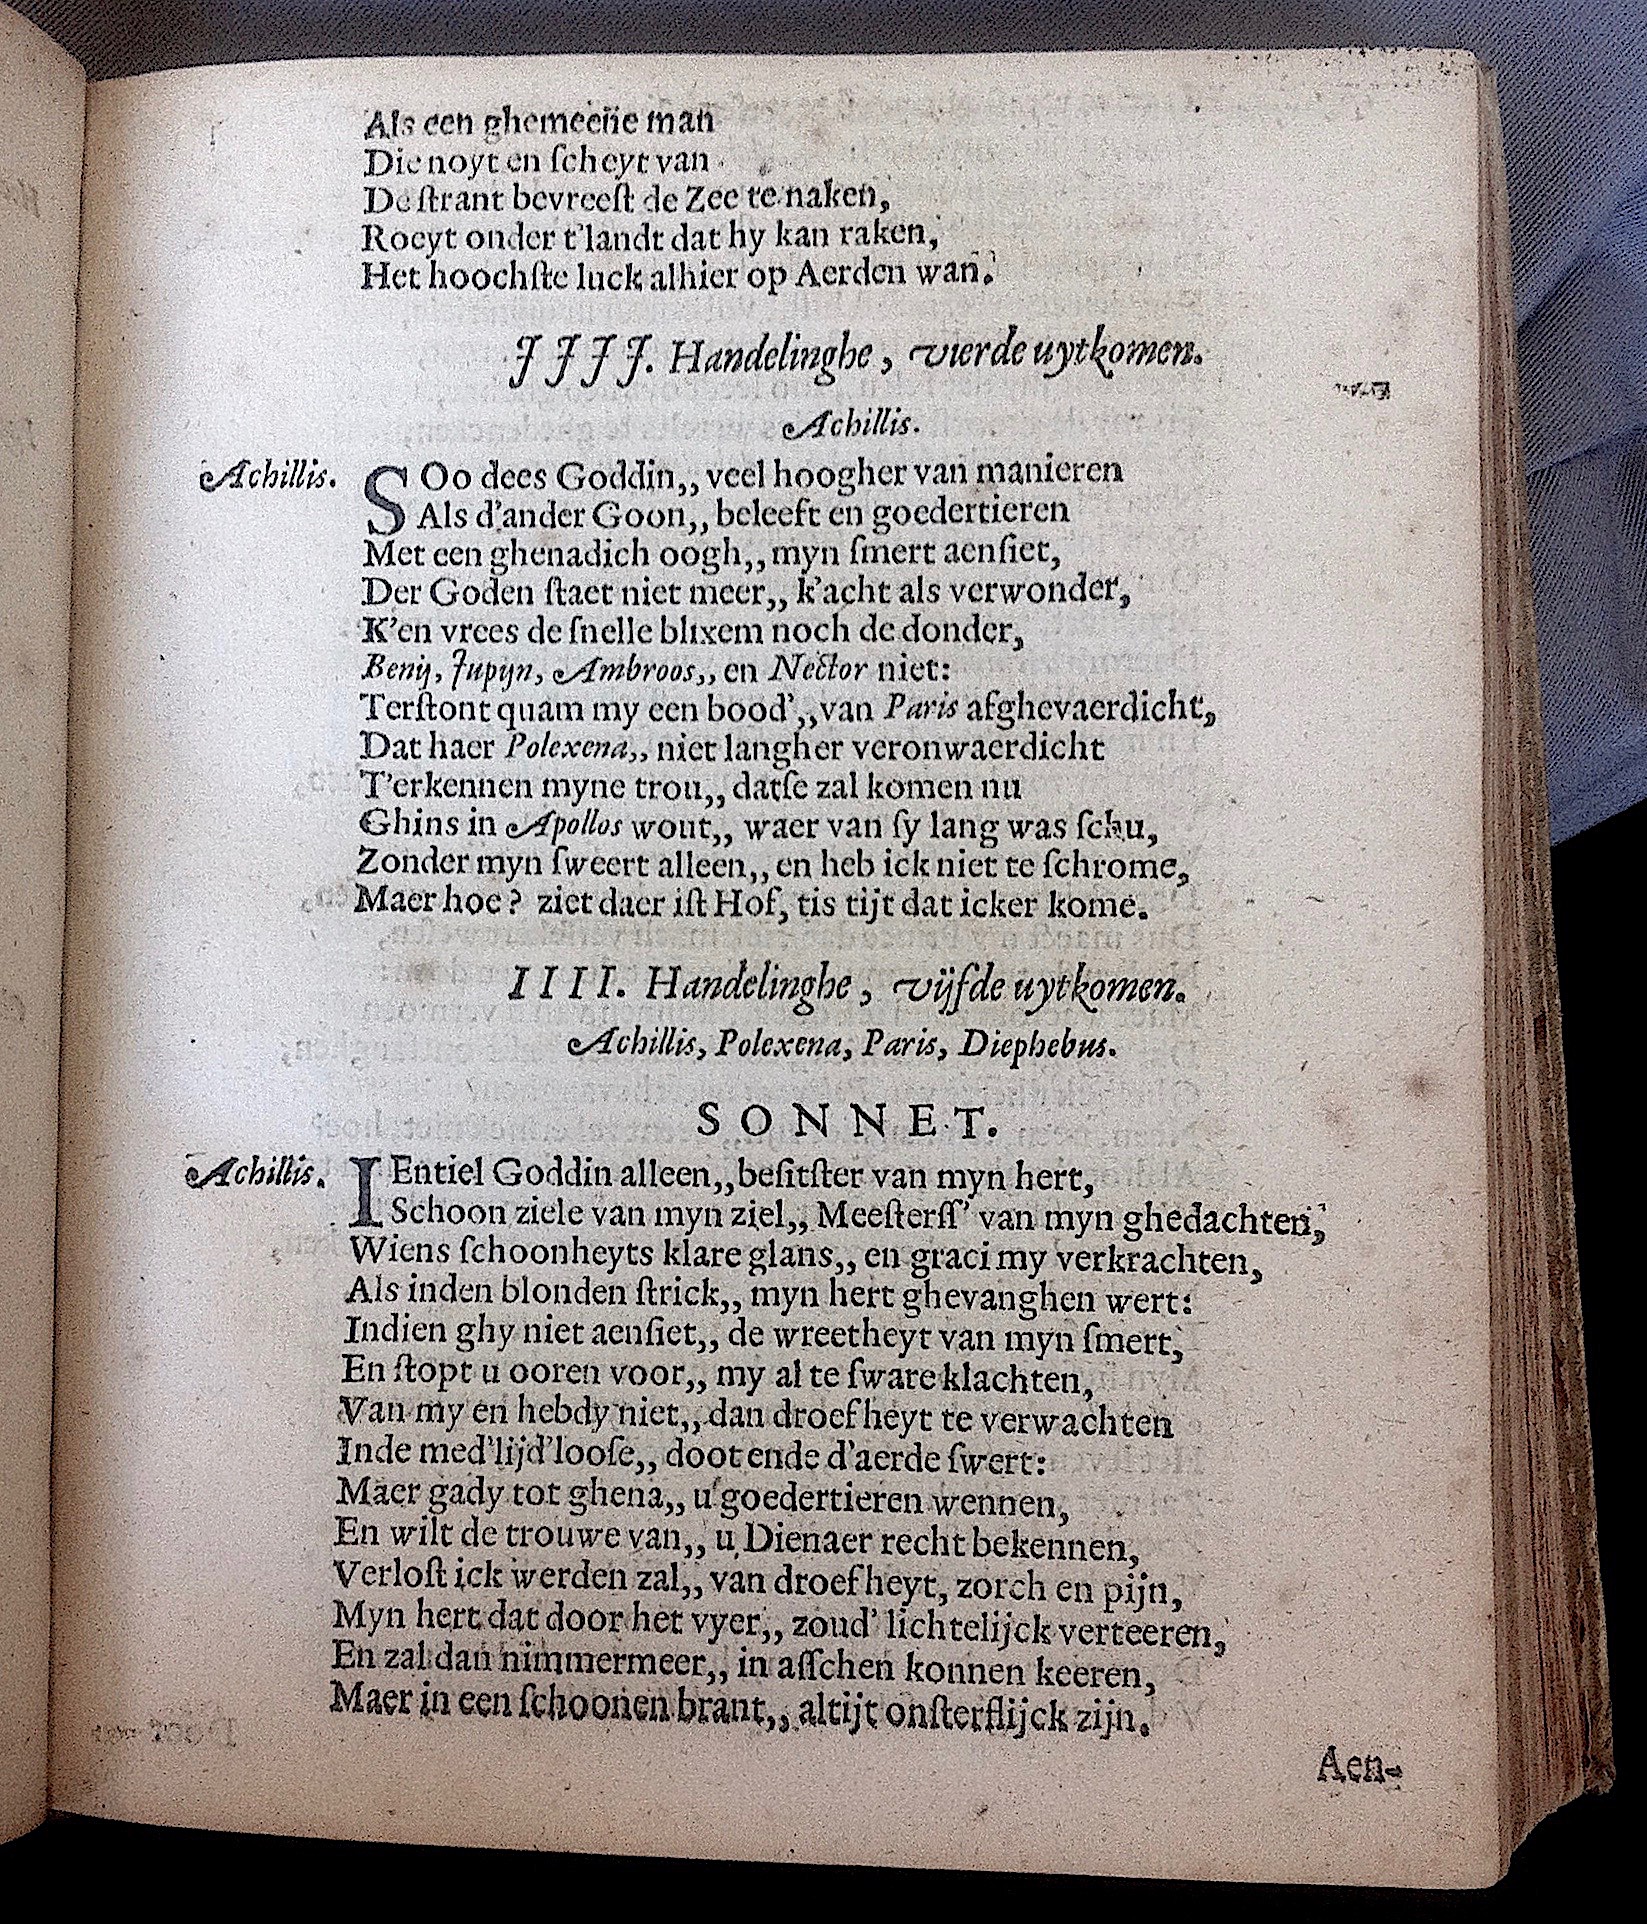 Als een ghemeene man
Die noyt en ſcheyt van
De ſtrant bevreeſt de Zee te naken,
Roeyt onder t'landt dat hy kan raken,
Het hoochſte luck alhier op Aerden wan.
JJJJ. Handelinghe, vierde uytkomen.
Achillis.
Achillis. SOo dees Goddin,, veel hoogher van manieren
Als d'ander Goon,, beleeft en goedertieren
Met een ghenadich oogh,, myn ſmert aenſiet,
Der Goden ſtaet niet meer,, k'acht als verwonder,
K'en vrees de ſnelle blixem noch de donder,
Benij, Jupijn, Ambroos,, en Nector niet:
Terſtont quam my een bood',,van Paris afghevaerdicht,
Dat haer Polexena,, niet langher veronwaerdicht
T'erkennen myne trou,, datſe zal komen nu
Ghins in Apollos wout,, waer van ſy lang was ſchu,
Zonder myn ſweert alleen,, en heb ick niet te ſchrome,
Maer hoe? ziet daer iſt Hof, tis tijt dat icker kome.
IIII. Handelinghe, vijfde uytkomen.
Achillis, Polexena, Paris, Diephebus.
SONNET.
Achillis. IEntiel Goddin alleen,,beſitſter van myn hert,
Schoon ziele van myn ziel,, Meeſterſſ' van myn ghedachten,
Wiens ſchoonheyts klare glans,, en graci my verkrachten,
Als inden blonden ſtrick,, myn hert ghevanghen wert:
Indien ghy niet aenſiet,, de wreetheyt van myn ſmert,
En ſtopt u ooren voor,, my al te ſware klachten,
Van my en hebdy niet,, dan droefheyt te verwachten
Inde med'lijd'looſe,, doot ende d'aerde ſwert:
Maer gady tot ghena,, u goedertieren wennen,
En wilt de trouwe van,, u Dienaer recht bekennen,
Verloſt ick werden zal,, van droefheyt, zorch en pijn,
Myn hert dat door het vyer,, zoud' lichtelijck verteeren,
En zal dan nimmermeer,, in aſſchen konnen keeren,
Maer in een ſchoonen brant,, altijt onſterflijck zijn.
Aen-